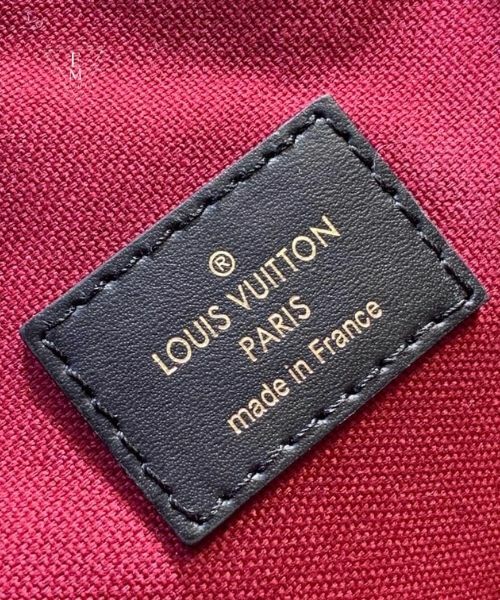 I
M
®
LOUIS VUITTON
PARIS
made in France